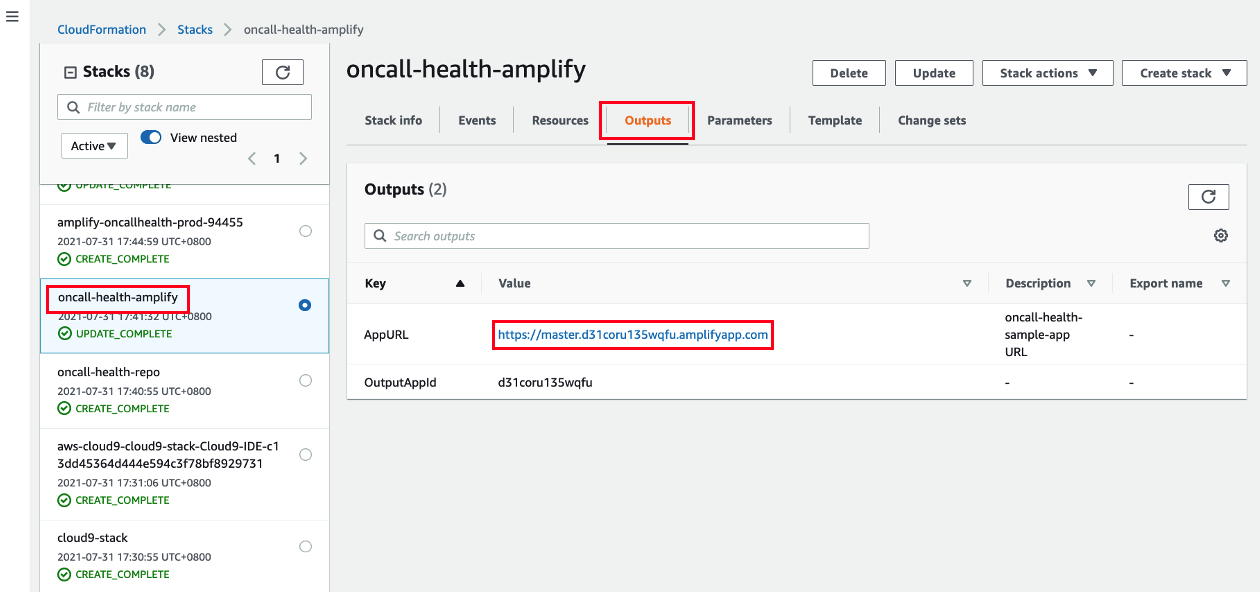 CloudFormation
Stacks
oncall-health-amplify
Stacks (8)
Filter by stack name
Active
View nested
1
UPDATE_COMPLETE
amplify-oncallhealth-prod-94455
2021-07-31 17:44:59 UTC+0800
CREATE_COMPLETE
oncall-health-amplify
2021-07-31 17:41:32 UTC+0800
UPDATE_COMPLETE
oncall-health-repo
2021-07-31 17:40:55 UTC+0800
CREATE_COMPLETE
aws-cloud9-cloud9-stack-Cloud9-IDE-c1
3dd45364d444e594c3f78bf8929731
2021-07-31 17:31:06 UTC+0800
CREATE_COMPLETE
cloud9-stack
2021-07-31 17:30:55 UTC+0800
CREATE_COMPLETE
oncall-health-amplify
Delete
Update
Stack actions
Create stack
Stack info
Events
Resources
Outputs
Parameters
Template
Change sets
Outputs (2)
Search outputs
Key
Value
Description
Export name
AppURL
https://master.d31coru135wqfu.amplifyapp.com
oncall-health-
sample-app
URL
-
OutputAppId
d31coru135wqfu
-
-